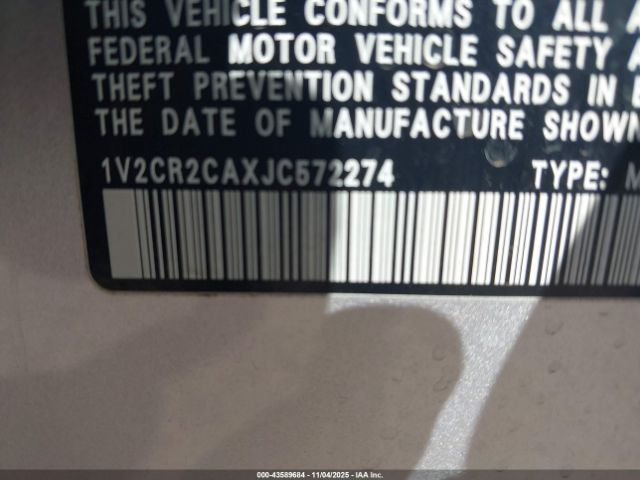 THIS VEHICLE CONFORMS TO ALL A
FEDERAL MOTOR VEHICLE SAFETY A
THEFT PREVENTION STANDARDS IN E
THE DATE OF MANUFACTURE SHOWN
1V2CR2CAXJC572274 TYPE: M
000-43589684 | 11/04/2025 - IAA Inc.